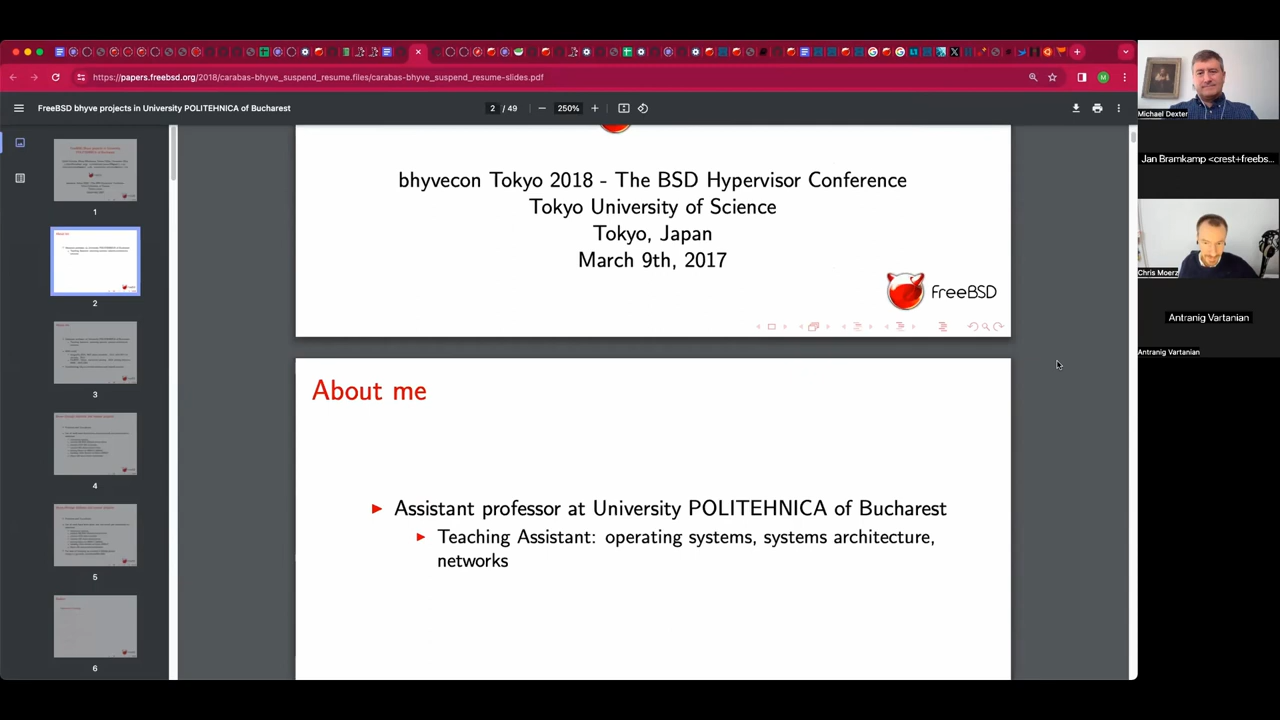 https://papers.freebsd.org/2018/carabas-bhyve_suspend_resume.files/carabas-bhyve_suspend_resume-slides.pdf
M
FreeBSD bhyve projects in University POLITEHNICA of Bucharest
2 / 49
250%
1
2
3
4
5
6
bhyvecon Tokyo 2018 - The BSD Hypervisor Conference
Tokyo University of Science
Tokyo, Japan
March 9th, 2017
FreeBSD
About me
Assistant professor at University POLITEHNICA of Bucharest
Teaching Assistant: operating systems, systems architecture,
networks
Michael Dexter
Jan Bramkamp <crest+freebs...
Chris Moerz
Antranig Vartanian
Antranig Vartanian